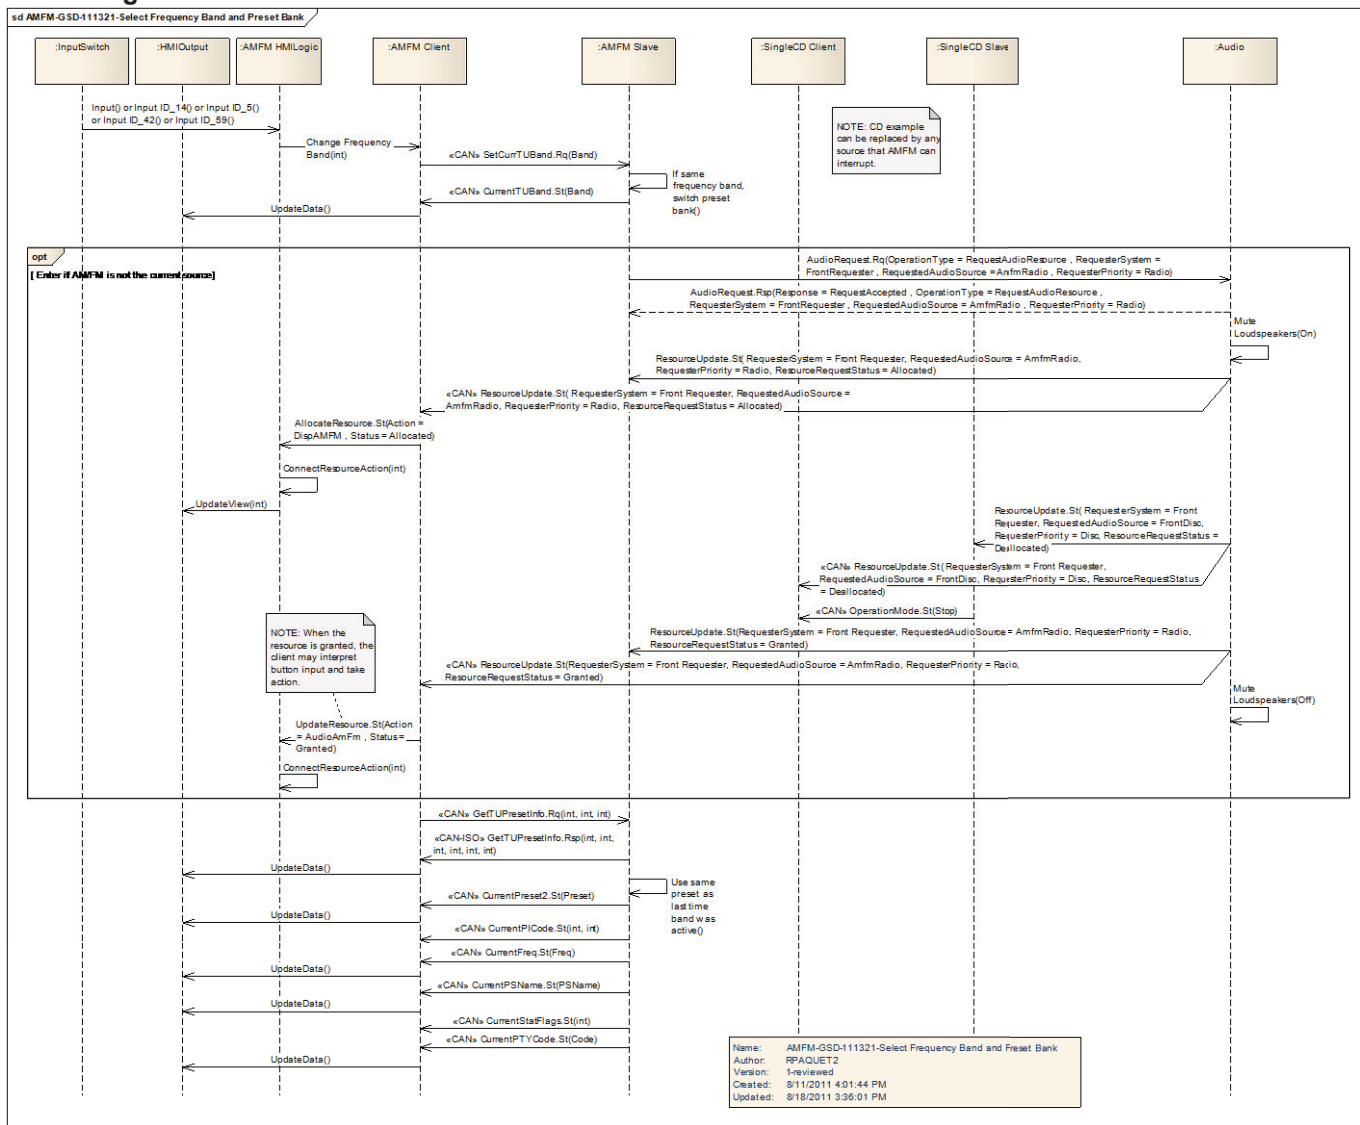 sd AMFM-GSD-111321-Select Frequency Band and Preset Bank
:InputSwitch
:HMIOutput
:AMFM HMILogic
:AMFM Client
:AMFM Slave
:SingleCD Client
:SingleCD Slave
:Audio
Input() or Input ID_14() or Input ID_5()
or Input ID_42() or Input ID_59()
NOTE: CD example
can be replaced by any
source that AMFM can
interrupt.
Change Frequency
Band(int)
«CAN» SetCurrTUBand.Rq(Band)
If same
frequency band,
switch preset
bank()
«CAN» CurrentTUBand.St(Band)
UpdateData()
opt
[ Enter if AM/FM is not the current source]
AudioRequest.Rq(OperationType = RequestAudioResource , RequesterSystem =
FrontRequester , RequestedAudioSource = AmfmRadio , RequesterPriority = Radio)
AudioRequest.Rsp(Response = RequestAccepted , OperationType = RequestAudioResource ,
RequesterSystem = FrontRequester , RequestedAudioSource = AmfmRadio , RequesterPriority = Radio)
Mute
Loudspeakers(On)
ResourceUpdate.St( RequesterSystem = Front Requester, RequestedAudioSource = AmfmRadio,
RequesterPriority = Radio, ResourceRequestStatus = Allocated)
«CAN» ResourceUpdate.St( RequesterSystem = Front Requester, RequestedAudioSource =
AmfmRadio, RequesterPriority = Radio, ResourceRequestStatus = Allocated)
AllocateResource.St(Action =
DispAMFM , Status = Allocated)
ConnectResourceAction(int)
UpdateView(int)
ResourceUpdate.St( RequesterSystem = Front
Requester, RequestedAudioSource = FrontDisc,
RequesterPriority = Disc, ResourceRequestStatus =
Deallocated)
«CAN» ResourceUpdate.St( RequesterSystem = Front Requester,
RequestedAudioSource = FrontDisc, RequesterPriority = Disc, ResourceRequestStatus
= Deallocated)
«CAN» OperationMode.St(Stop)
NOTE: When the
resource is granted, the
client may interpret
button input and take
action.
ResourceUpdate.St(RequesterSystem = Front Requester, RequestedAudioSource = AmfmRadio, RequesterPriority = Radio,
ResourceRequestStatus = Granted)
«CAN» ResourceUpdate.St(RequesterSystem = Front Requester, RequestedAudioSource = AmfmRadio, RequesterPriority = Radio,
ResourceRequestStatus = Granted)
Mute
Loudspeakers(Off)
UpdateResource.St(Action
= AudioAmFm , Status =
Granted)
ConnectResourceAction(int)
«CAN» GetTUPresetInfo.Rq(int, int, int)
«CAN-ISO» GetTUPresetInfo.Rsp(int, int,
int, int, int, int)
UpdateData()
Use same
preset as
last time
band was
active()
«CAN» CurrentPreset2.St(Preset)
UpdateData()
«CAN» CurrentPICode.St(int, int)
«CAN» CurrentFreq.St(Freq)
UpdateData()
«CAN» CurrentPSName.St(PSName)
UpdateData()
«CAN» CurrentStatFlags.St(int)
«CAN» CurrentPTYCode.St(Code)
UpdateData()
Name: AMFM-GSD-111321-Select Frequency Band and Preset Bank
Author: RPAQUET2
Version: 1-reviewed
Created: 8/11/2011 4:01:44 PM
Updated: 8/18/2011 3:36:01 PM